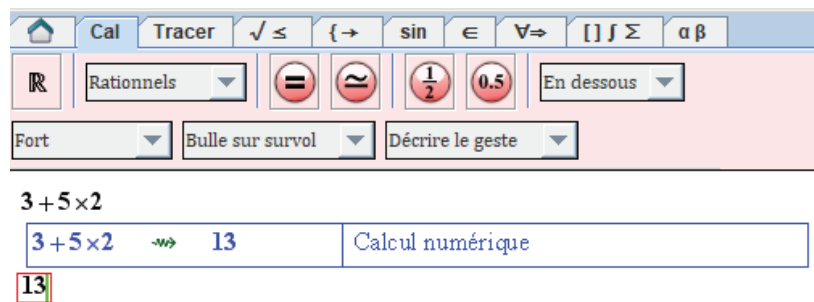 Cal Tracer √ ≤ { → sin ∈ ∀⇒ [ ] ∫ Σ α β
ℝ Rationnels = ≃ 1/2 0.5 En dessous
Fort Bulle sur survol Décrire le geste
3+5×2
3+5×2 ⇝ 13 Calcul numérique
13